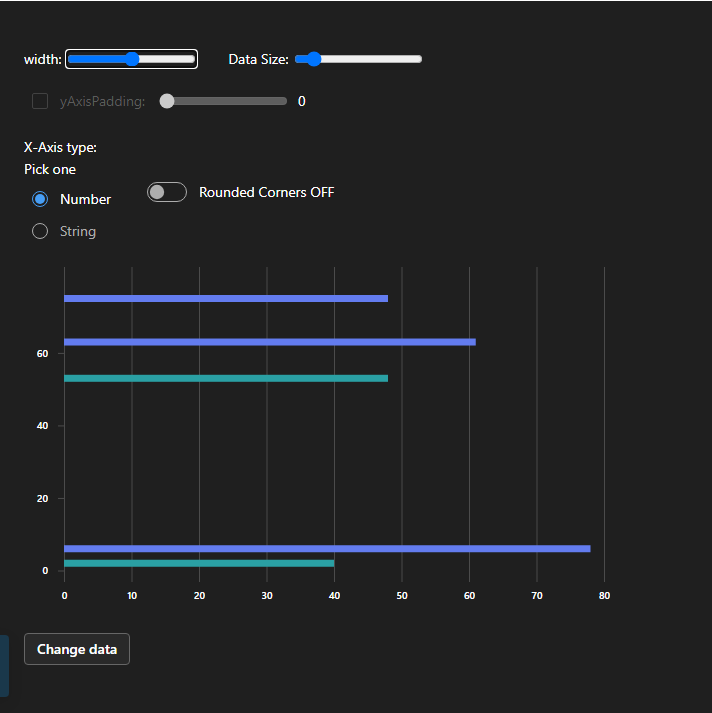 width: Data Size:
yAxisPadding: 0
X-Axis type:
Pick one
Number Rounded Corners OFF
String
60
40
20
0
0 10 20 30 40 50 60 70 80
Change data